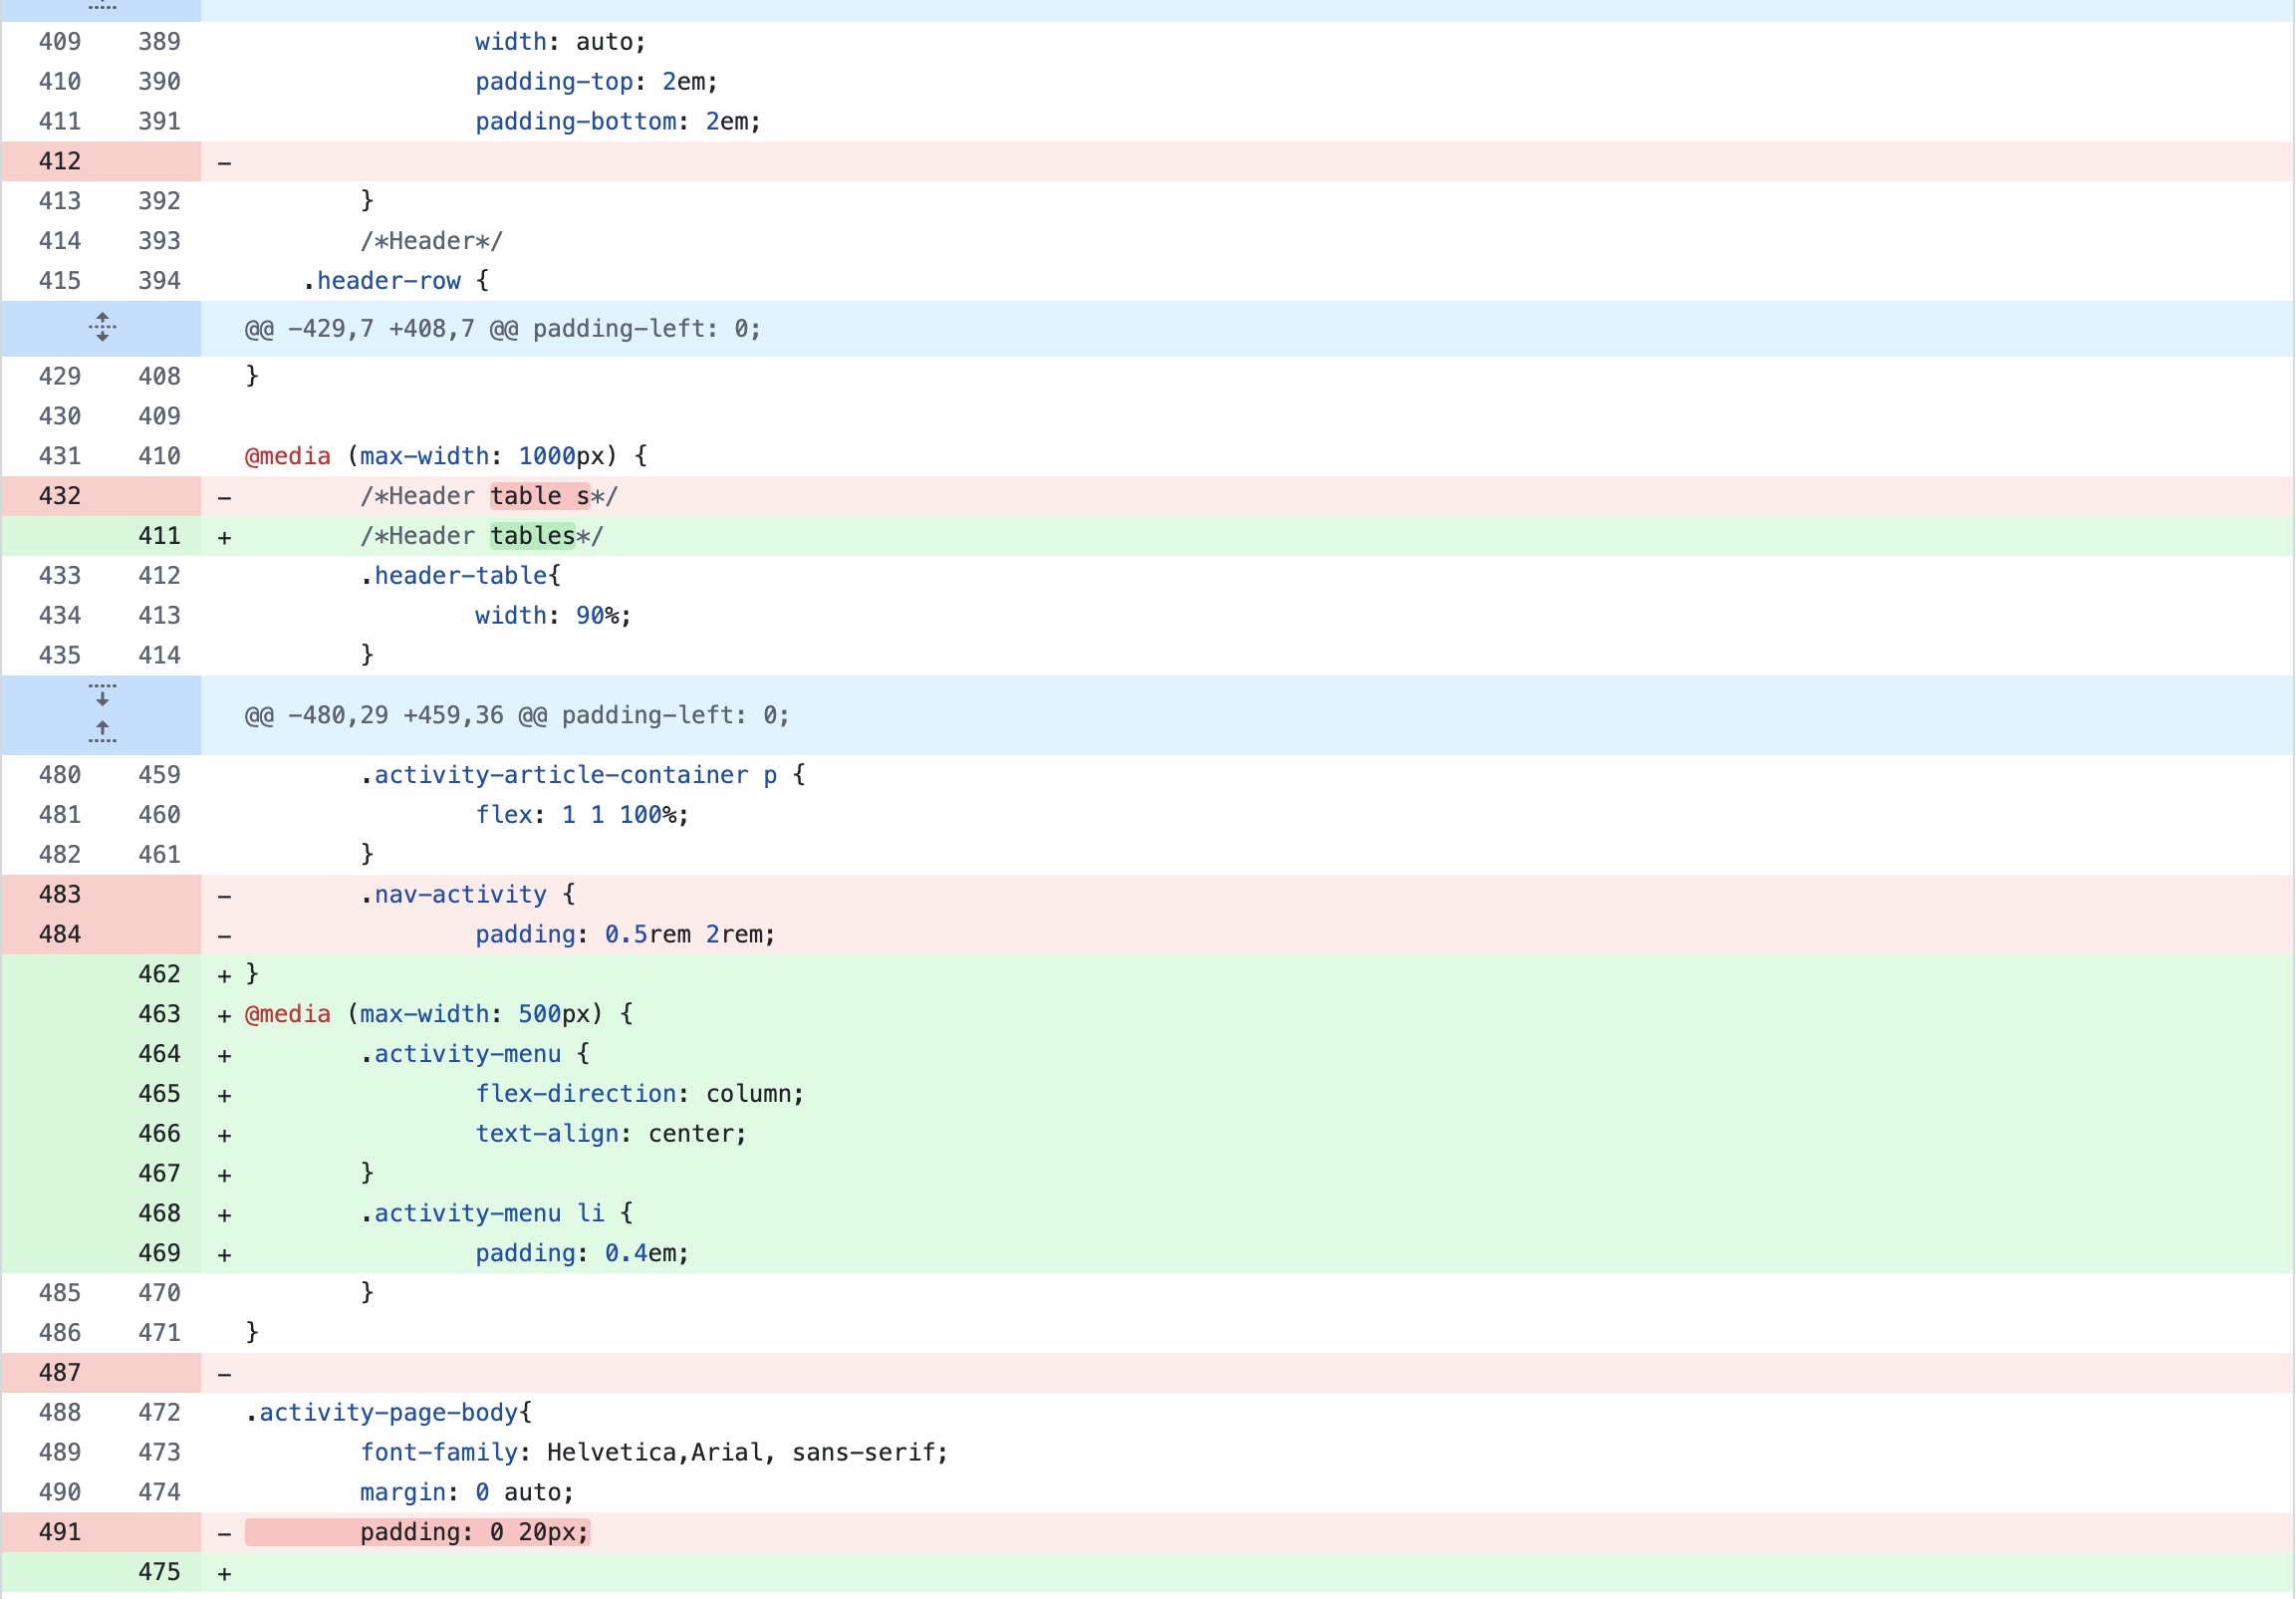 409 389 width: auto;
410 390 padding-top: 2em;
411 391 padding-bottom: 2em;
412 -
413 392 }
414 393 /*Header*/
415 394 .header-row {
@@ -429,7 +408,7 @@ padding-left: 0;
429 408 }
430 409
431 410 @media (max-width: 1000px) {
432 - /*Header table s*/
411 + /*Header tables*/
433 412 .header-table{
434 413 width: 90%;
435 414 }
@@ -480,29 +459,36 @@ padding-left: 0;
480 459 .activity-article-container p {
481 460 flex: 1 1 100%;
482 461 }
483 - .nav-activity {
484 - padding: 0.5rem 2rem;
462 + }
463 + @media (max-width: 500px) {
464 + .activity-menu {
465 + flex-direction: column;
466 + text-align: center;
467 + }
468 + .activity-menu li {
469 + padding: 0.4em;
485 470 }
486 471 }
487 -
488 472 .activity-page-body{
489 473 font-family: Helvetica,Arial, sans-serif;
490 474 margin: 0 auto;
491 - padding: 0 20px;
475 +